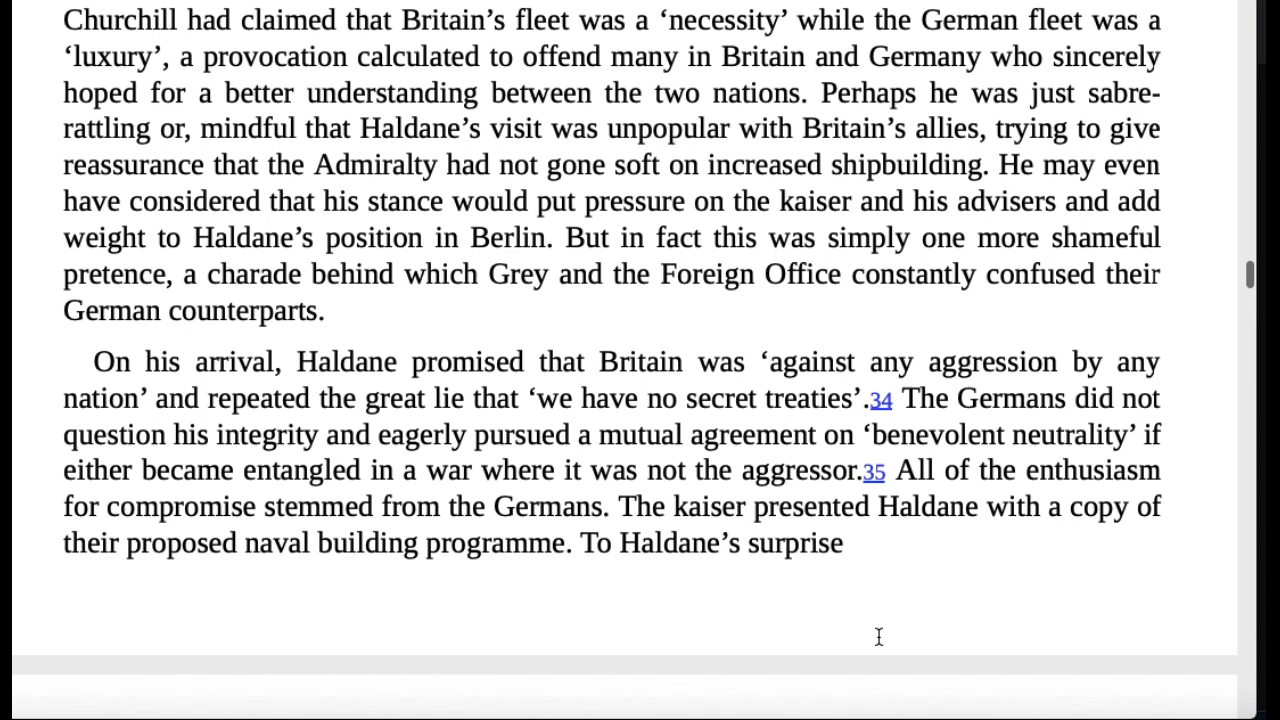 Churchill had claimed that Britain’s fleet was a ‘necessity’ while the German fleet was a
‘luxury’, a provocation calculated to offend many in Britain and Germany who sincerely
hoped for a better understanding between the two nations. Perhaps he was just sabre-
rattling or, mindful that Haldane’s visit was unpopular with Britain’s allies, trying to give
reassurance that the Admiralty had not gone soft on increased shipbuilding. He may even
have considered that his stance would put pressure on the kaiser and his advisers and add
weight to Haldane’s position in Berlin. But in fact this was simply one more shameful
pretence, a charade behind which Grey and the Foreign Office constantly confused their
German counterparts.
On his arrival, Haldane promised that Britain was ‘against any aggression by any
nation’ and repeated the great lie that ‘we have no secret treaties’.34 The Germans did not
question his integrity and eagerly pursued a mutual agreement on ‘benevolent neutrality’ if
either became entangled in a war where it was not the aggressor.35 All of the enthusiasm
for compromise stemmed from the Germans. The kaiser presented Haldane with a copy of
their proposed naval building programme. To Haldane’s surprise